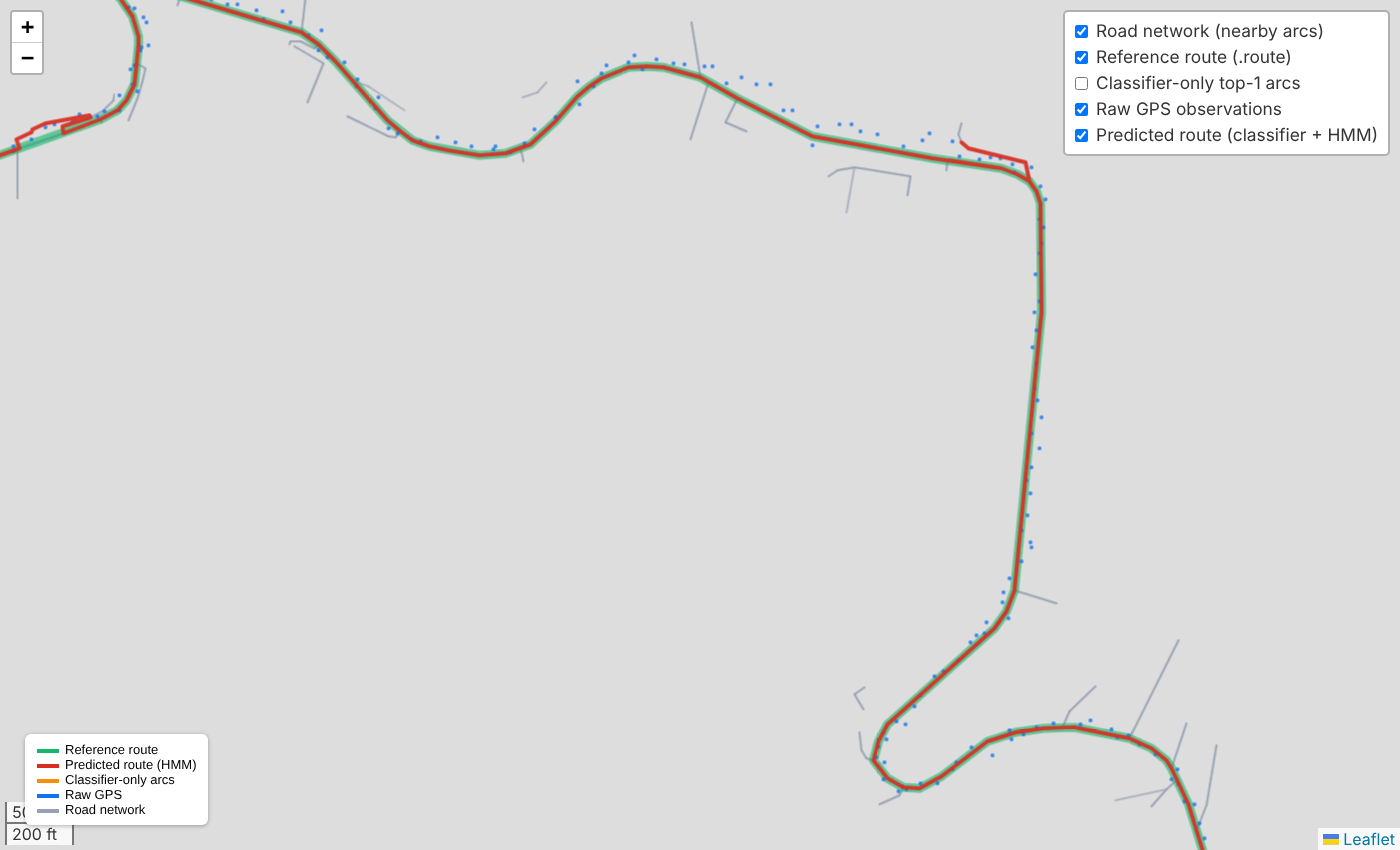 +
−
Road network (nearby arcs)
Reference route (.route)
Classifier-only top-1 arcs
Raw GPS observations
Predicted route (classifier + HMM)
Reference route
Predicted route (HMM)
Classifier-only arcs
Raw GPS
Road network
200 ft
Leaflet